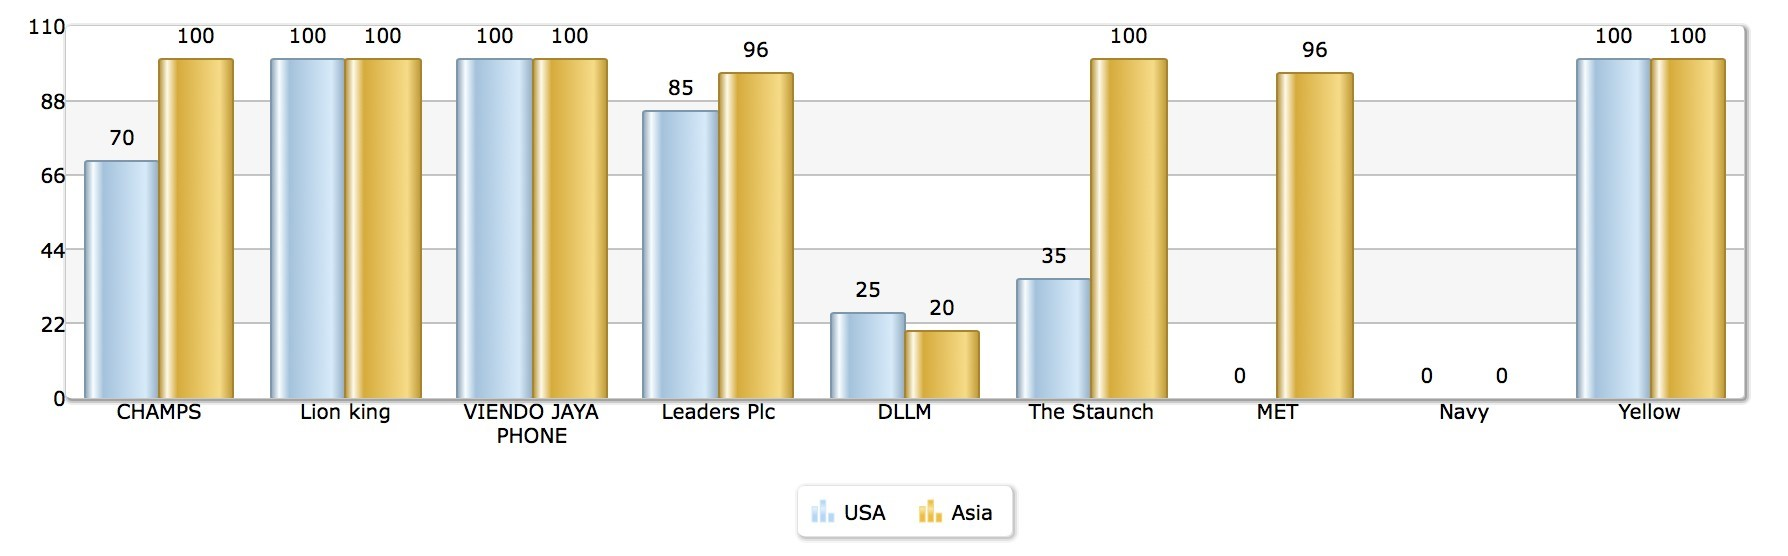 110
88
66
44
22
0
70
100
100
100
100
100
85
96
25
20
35
100
0
96
0
0
100
100
CHAMPS
Lion king
VIENDO JAYA
PHONE
Leaders Plc
DLLM
The Staunch
MET
Navy
Yellow
USA
Asia